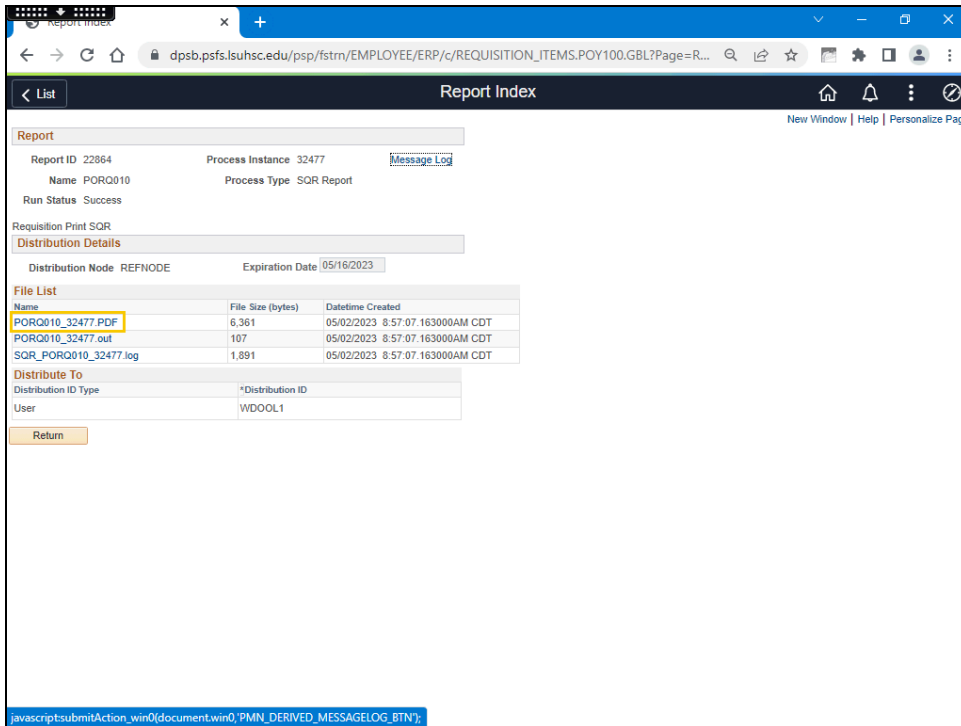 Report Index
dpsb.psfs.lsuhsc.edu/psp/fstrn/EMPLOYEE/ERP/c/REQUISITION_ITEMS.POY100.GBL?Page=R...
List
Report Index
New Window | Help | Personalize Pag
Report
Report ID 22864 Process Instance 32477 Message Log
Name PORQ010 Process Type SQR Report
Run Status Success
Requisition Print SQR
Distribution Details
Distribution Node REFNODE Expiration Date 05/16/2023
File List
Name File Size (bytes) Datetime Created
PORQ010_32477.PDF 6,361 05/02/2023 8:57:07.163000AM CDT
PORQ010_32477.out 107 05/02/2023 8:57:07.163000AM CDT
SQR_PORQ010_32477.log 1,891 05/02/2023 8:57:07.163000AM CDT
Distribute To
Distribution ID Type *Distribution ID
User WDOOL1
Return
javascript:submitAction_win0(document.win0,'PMN_DERIVED_MESSAGELOG_BTN');